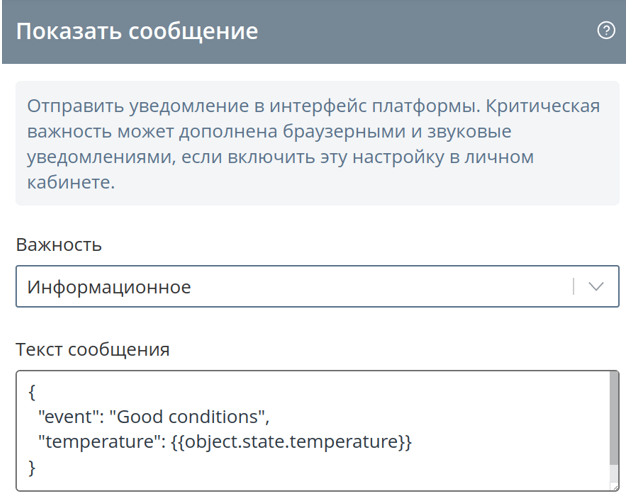 Показать сообщение
Отправить уведомление в интерфейс платформы. Критическая
важность может дополнена браузерными и звуковые
уведомлениями, если включить эту настройку в личном
кабинете.
Важность
Информационное
Текст сообщения
{
"event": "Good conditions",
"temperature": {{object.state.temperature}}
}